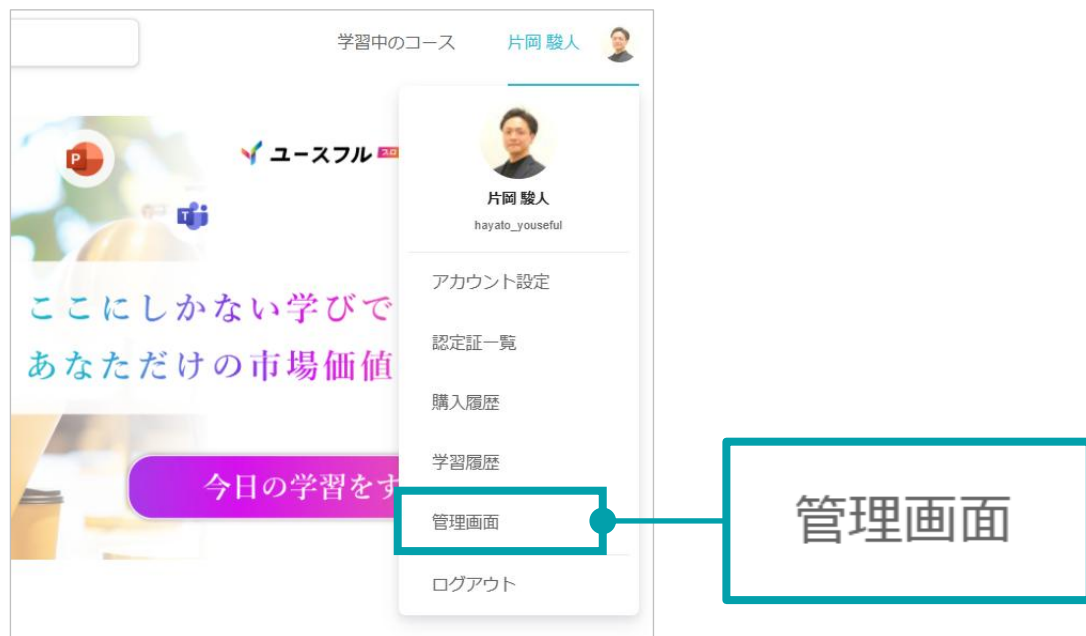 学習中のコース
片岡 駿人
P
ユースフル
T
片岡 駿人
hayato_youseful
ここにしかない学びで
あなただけの市場価値
今日の学習をす
アカウント設定
認定証一覧
購入履歴
学習履歴
管理画面
ログアウト
管理画面